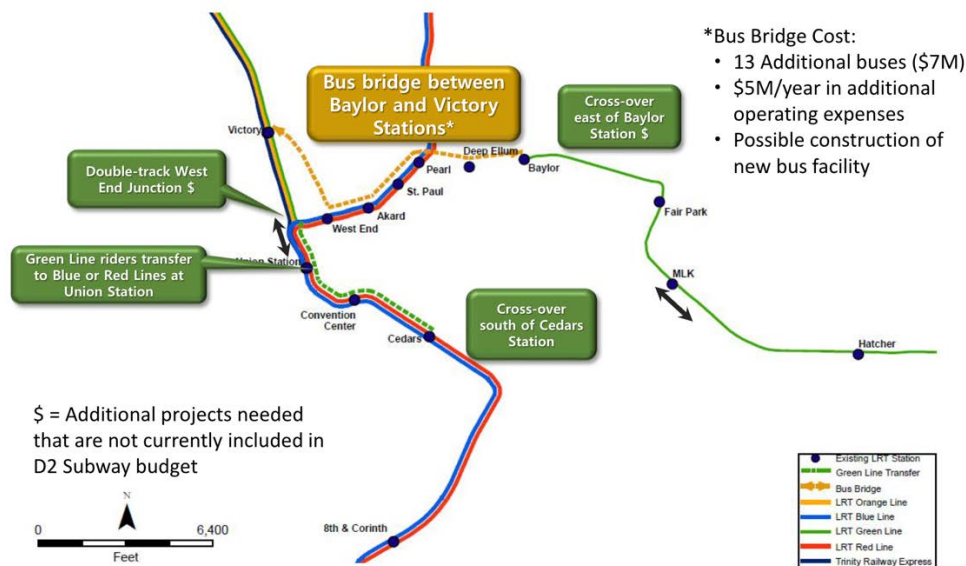 *Bus Bridge Cost:
• 13 Additional buses ($7M)
• $5M/year in additional
operating expenses
• Possible construction of
new bus facility
Bus bridge between
Baylor and Victory
Stations*
Cross-over
east of Baylor
Station $
Victory
Deep Ellum
Baylor
Pearl
Double-track West
End Junction $
St. Paul
Akard
Fair Park
West End
Green Line riders transfer
to Blue or Red Lines at
Union Station
Union Station
MLK
Convention
Center
Cross-over
south of Cedars
Station
Cedars
Hatcher
$ = Additional projects needed
that are not currently included in
D2 Subway budget
N
0
6,400
Feet
8th & Corinth
Existing LRT Station
Green Line Transfer
Bus Bridge
LRT Orange Line
LRT Blue Line
LRT Green Line
LRT Red Line
Trinity Railway Express